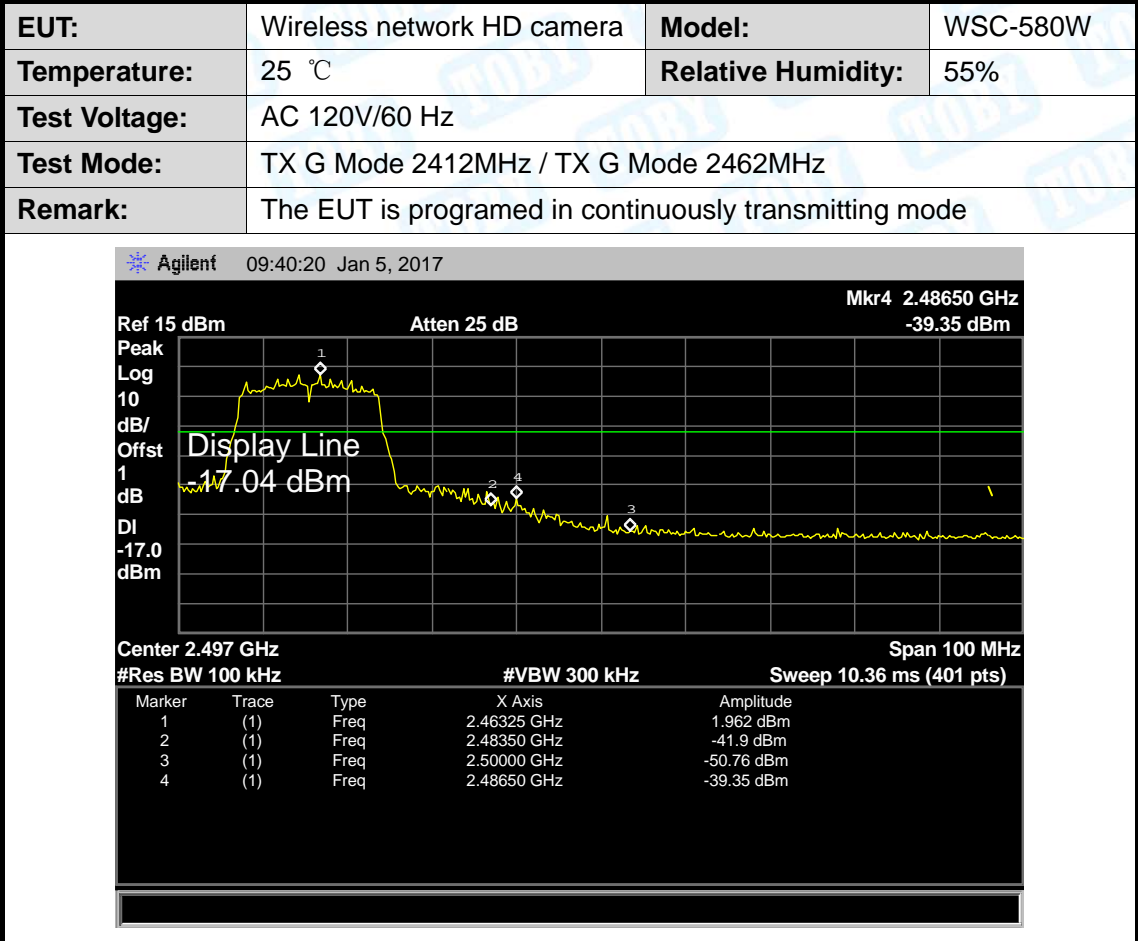 EUT: Wireless network HD camera Model: WSC-580W
Temperature: 25 ℃ Relative Humidity: 55%
Test Voltage: AC 120V/60 Hz
Test Mode: TX G Mode 2412MHz / TX G Mode 2462MHz
Remark: The EUT is programed in continuously transmitting mode
Agilent 09:40:20 Jan 5, 2017
Mkr4 2.48650 GHz
Ref 15 dBm Atten 25 dB -39.35 dBm
Peak
Log
10
dB/
Offst
1
dB
DI
-17.0
dBm
1
Display Line
-17.04 dBm
2
4
3
Center 2.497 GHz Span 100 MHz
#Res BW 100 kHz #VBW 300 kHz Sweep 10.36 ms (401 pts)
Marker Trace Type X Axis Amplitude
1 (1) Freq 2.46325 GHz 1.962 dBm
2 (1) Freq 2.48350 GHz -41.9 dBm
3 (1) Freq 2.50000 GHz -50.76 dBm
4 (1) Freq 2.48650 GHz -39.35 dBm
TOBY
TOBY
TOBY
TOBY
TOBY
TOBY